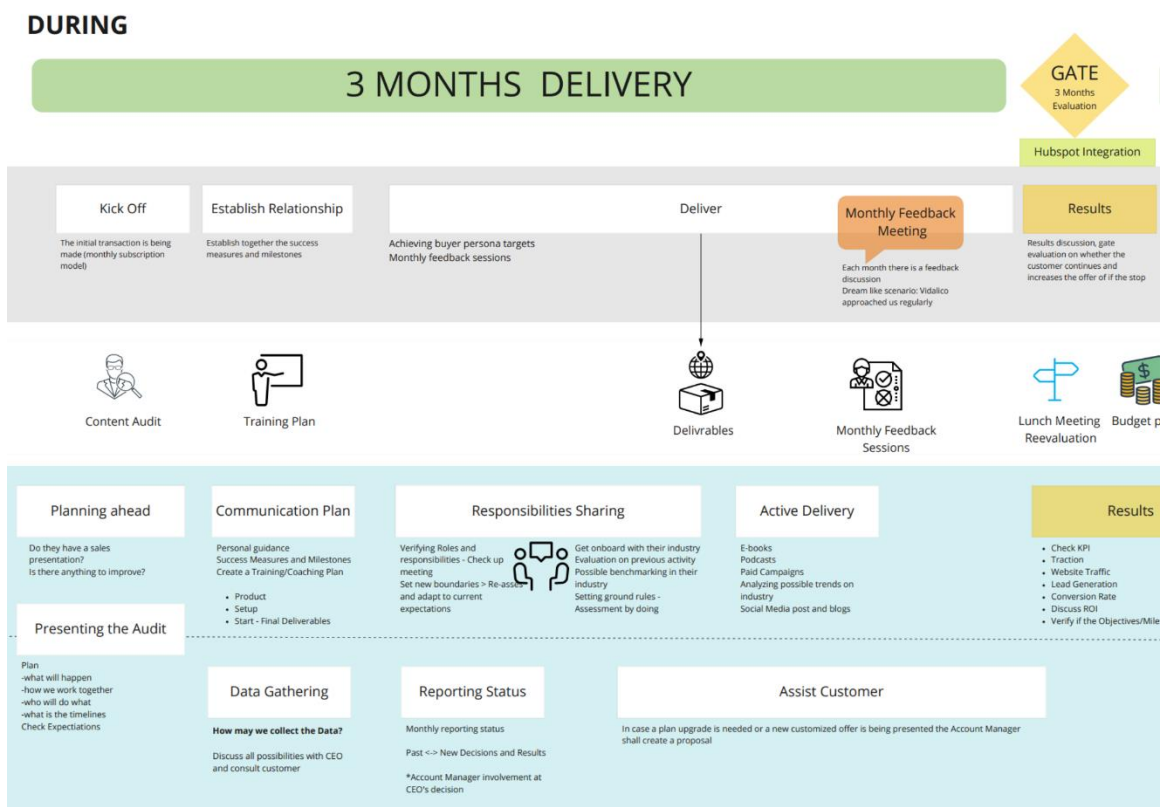 DURING
3 MONTHS DELIVERY
GATE
3 Months
Evaluation
Hubspot Integration
Kick Off
The initial transaction is being
made (monthly subscription
model)
Establish Relationship
Establish together the success
measures and milestones
Deliver
Achieving buyer persona targets
Monthly feedback sessions
Monthly Feedback
Meeting
Each month there is a feedback
discussion
Dream like scenario: Vidalico
approached us regularly
Results
Results discussion, gate
evaluation on whether the
customer continues and
increases the offer of if the stop
Content Audit
Training Plan
Delivrables
Monthly Feedback
Sessions
Lunch Meeting
Reevaluation
Budget p
Planning ahead
Do they have a sales
presentation?
Is there anything to improve?
Communication Plan
Personal guidance
Success Measures and Milestones
Create a Training/Coaching Plan
• Product
• Setup
• Start - Final Deliverables
Responsibilities Sharing
Verifying Roles and
responsibilities - Check up
meeting
Set new boundaries > Re-asses
and adapt to current
expectations
Get onboard with their industry
Evaluation on previous activity
Possible benchmarking in their
industry
Setting ground rules -
Assessment by doing
Active Delivery
E-books
Podcasts
Paid Campaigns
Analyzing possible trends on
industry
Social Media post and blogs
Results
• Check KPI
• Traction
• Website Traffic
• Lead Generation
• Conversion Rate
• Discuss ROI
• Verify if the Objectives/Mile
Presenting the Audit
Plan
-what will happen
-how we work together
-who will do what
-what is the timelines
Check Expectiations
Data Gathering
How may we collect the Data?
Discuss all possibilities with CEO
and consult customer
Reporting Status
Monthly reporting status
Past <-> New Decisions and Results
*Account Manager involvement at
CEO's decision
Assist Customer
In case a plan upgrade is needed or a new customized offer is being presented the Account Manager
shall create a proposal